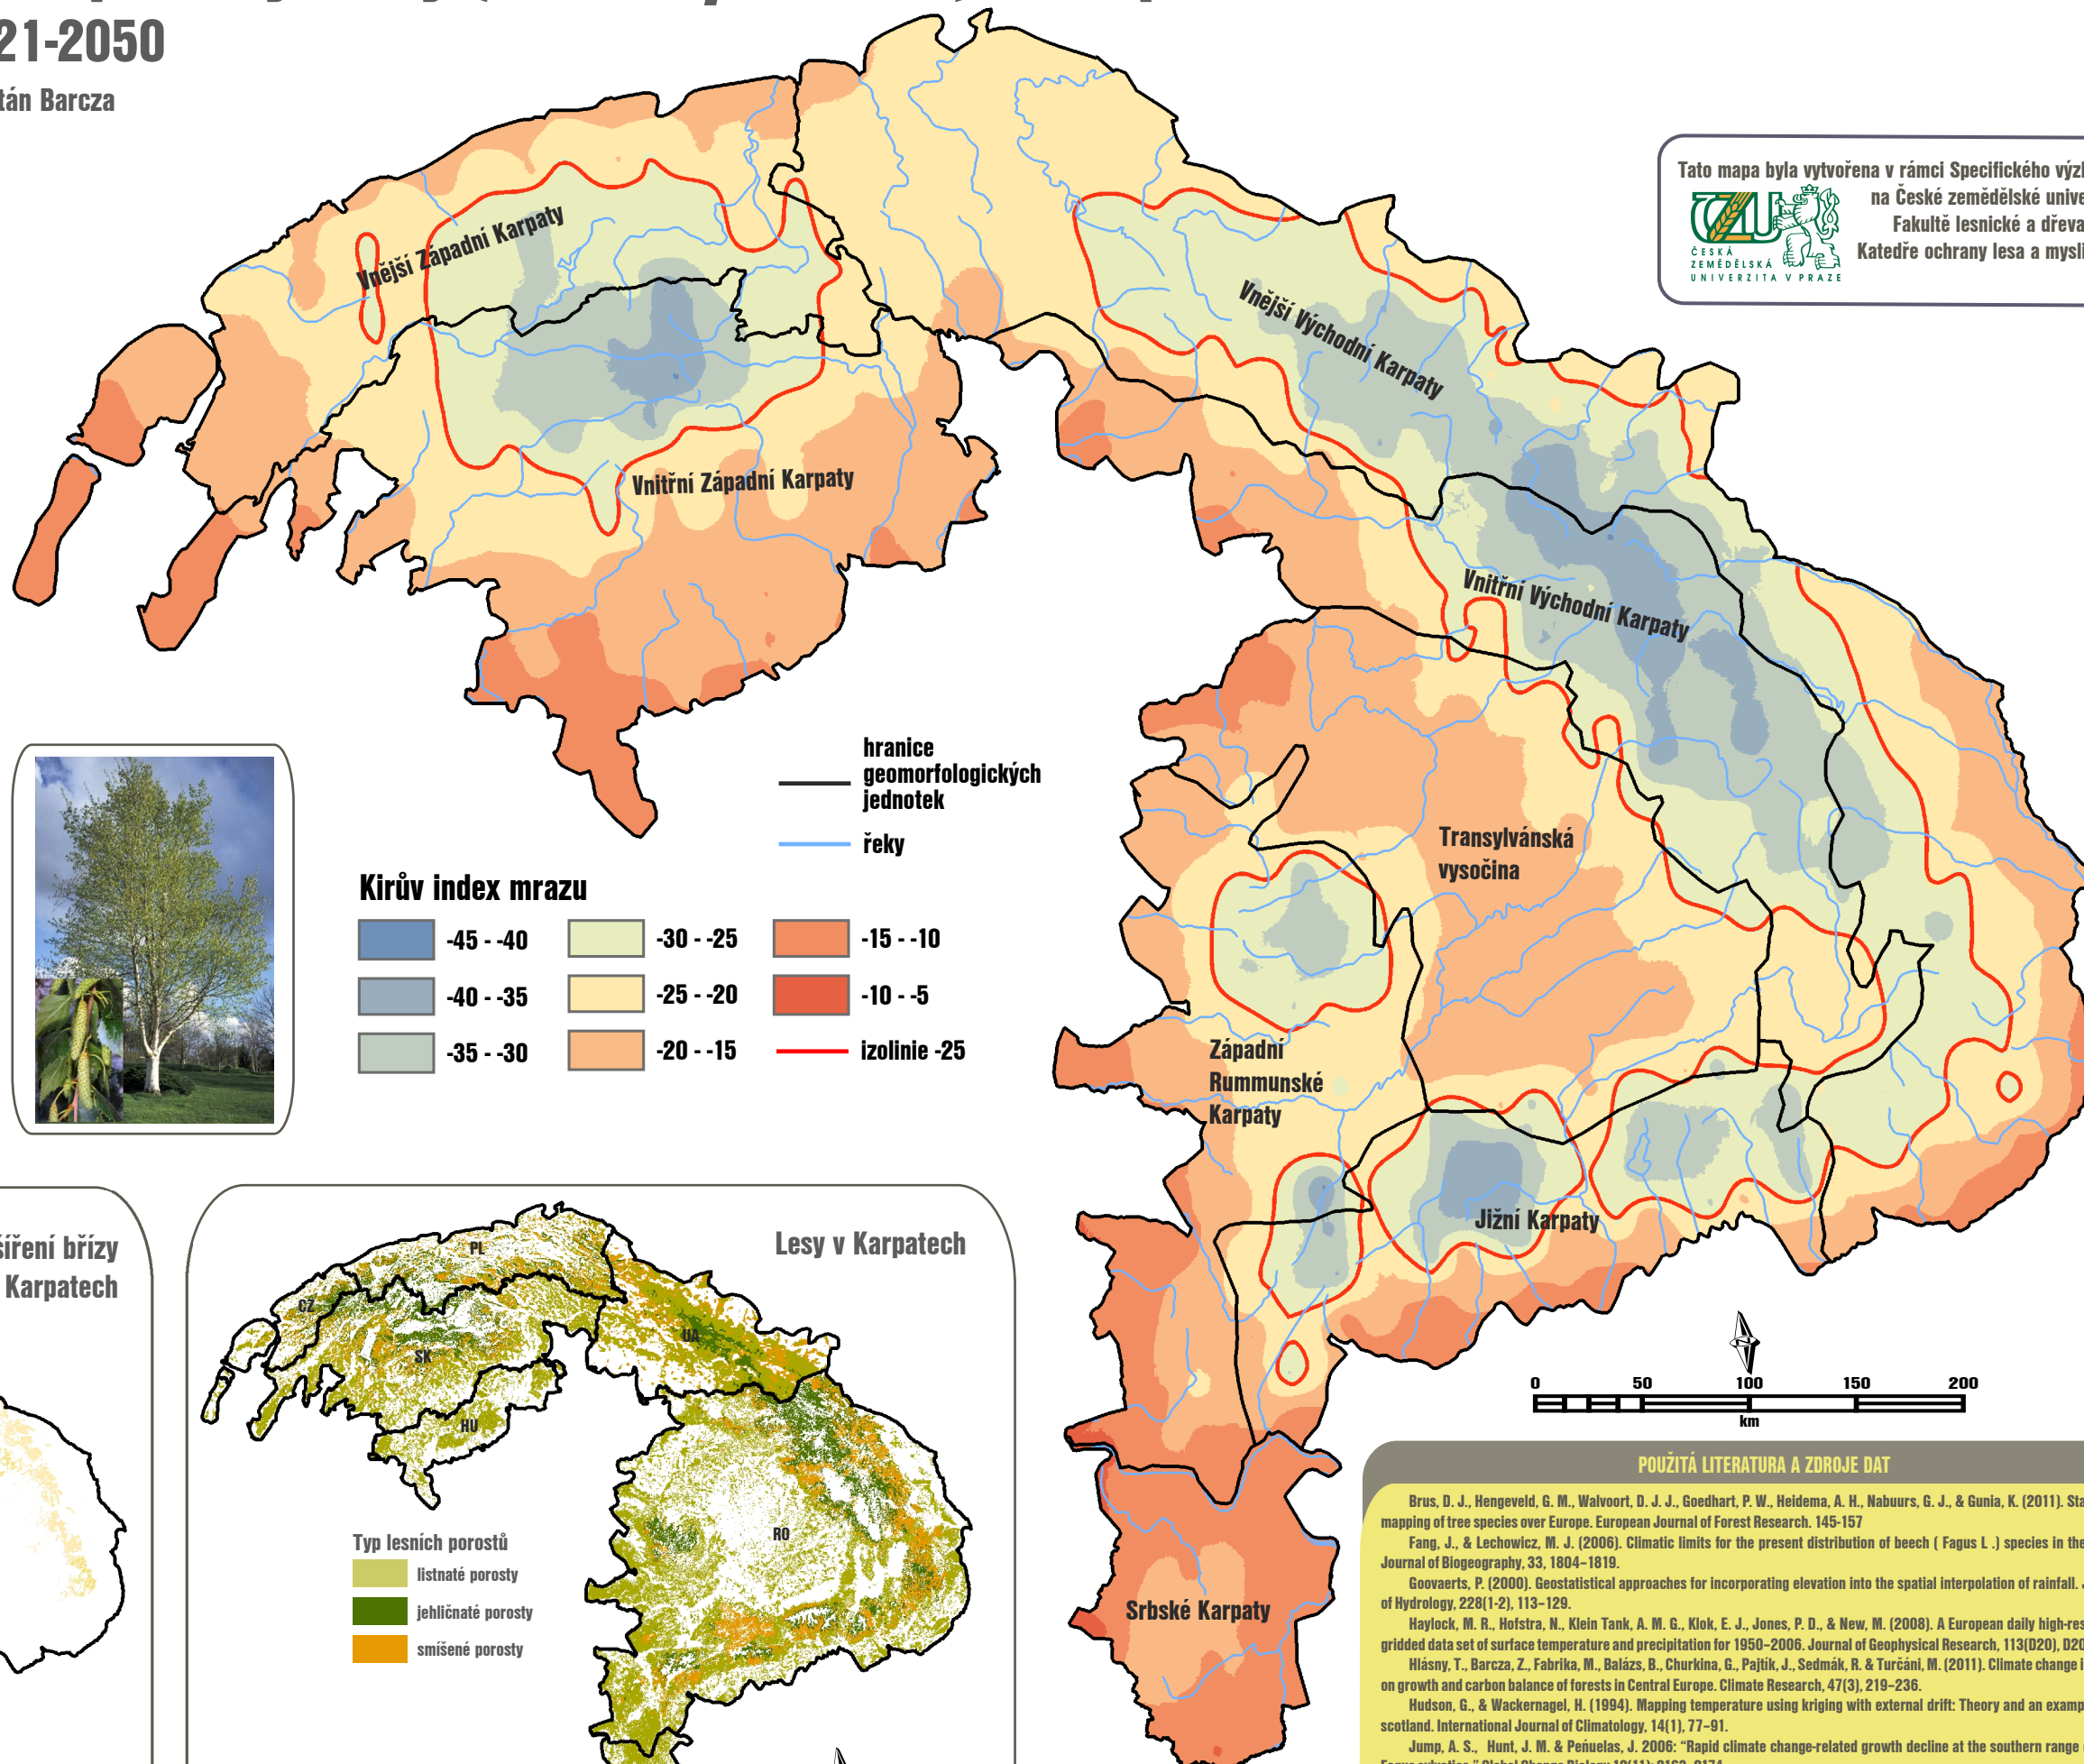 21-2050
tán Barcza
Tato mapa byla vytvořena v rámci Specifického
na České zemědělské
Fakultě lesnické a
Katedře ochrany lesa a
ČZU
ČESKÁ
ZEMĚDĚLSKÁ
UNIVERZITA V PRAZE
Vnější Západní Karpaty
Vnitřní Západní Karpaty
Vnější Východní Karpaty
Vnitřní Východní Karpaty
Transylvánská
vysočina
Západní
Rummunské
Karpaty
Jižní Karpaty
Srbské Karpaty
hranice
geomorfologických
jednotek
řeky
Kirův index mrazu
-45 - -40
-40 - -35
-35 - -30
-30 - -25
-25 - -20
-20 - -15
-15 - -10
-10 - -5
izolinie -25
0 50 100 150 200
km
šíření břízy
Karpatech
Lesy v Karpatech
PL
CZ
SK
UA
HU
RO
Typ lesních porostů
listnaté porosty
jehličnaté porosty
smíšené porosty
POUŽITÁ LITERATURA A ZDROJE DAT
Brus, D. J., Hengeveld, G. M., Walvoort, D. J. J., Goedhart, P. W., Heidema, A. H., Nabuurs, G. J., & Gunia, K. (2011). Sta
mapping of tree species over Europe. European Journal of Forest Research. 145-157
Fang, J., & Lechowicz, M. J. (2006). Climatic limits for the present distribution of beech ( Fagus L .) species in the
Journal of Biogeography, 33, 1804–1819.
Goovaerts, P. (2000). Geostatistical approaches for incorporating elevation into the spatial interpolation of rainfall.
of Hydrology, 228(1-2), 113–129.
Haylock, M. R., Hofstra, N., Klein Tank, A. M. G., Klok, E. J., Jones, P. D., & New, M. (2008). A European daily high-res
gridded data set of surface temperature and precipitation for 1950–2006. Journal of Geophysical Research, 113(D20), D20
Hlásny, T., Barcza, Z., Fabrika, M., Balázs, B., Churkina, G., Pajtík, J., Sedmák, R. & Turčáni, M. (2011). Climate change i
on growth and carbon balance of forests in Central Europe. Climate Research, 47(3), 219–236.
Hudson, G., & Wackernagel, H. (1994). Mapping temperature using kriging with external drift: Theory and an examp
scotland. International Journal of Climatology, 14(1), 77–91.
Jump, A. S., Hunt, J. M. & Peńuelas, J. 2006: “Rapid climate change-related growth decline at the southern range